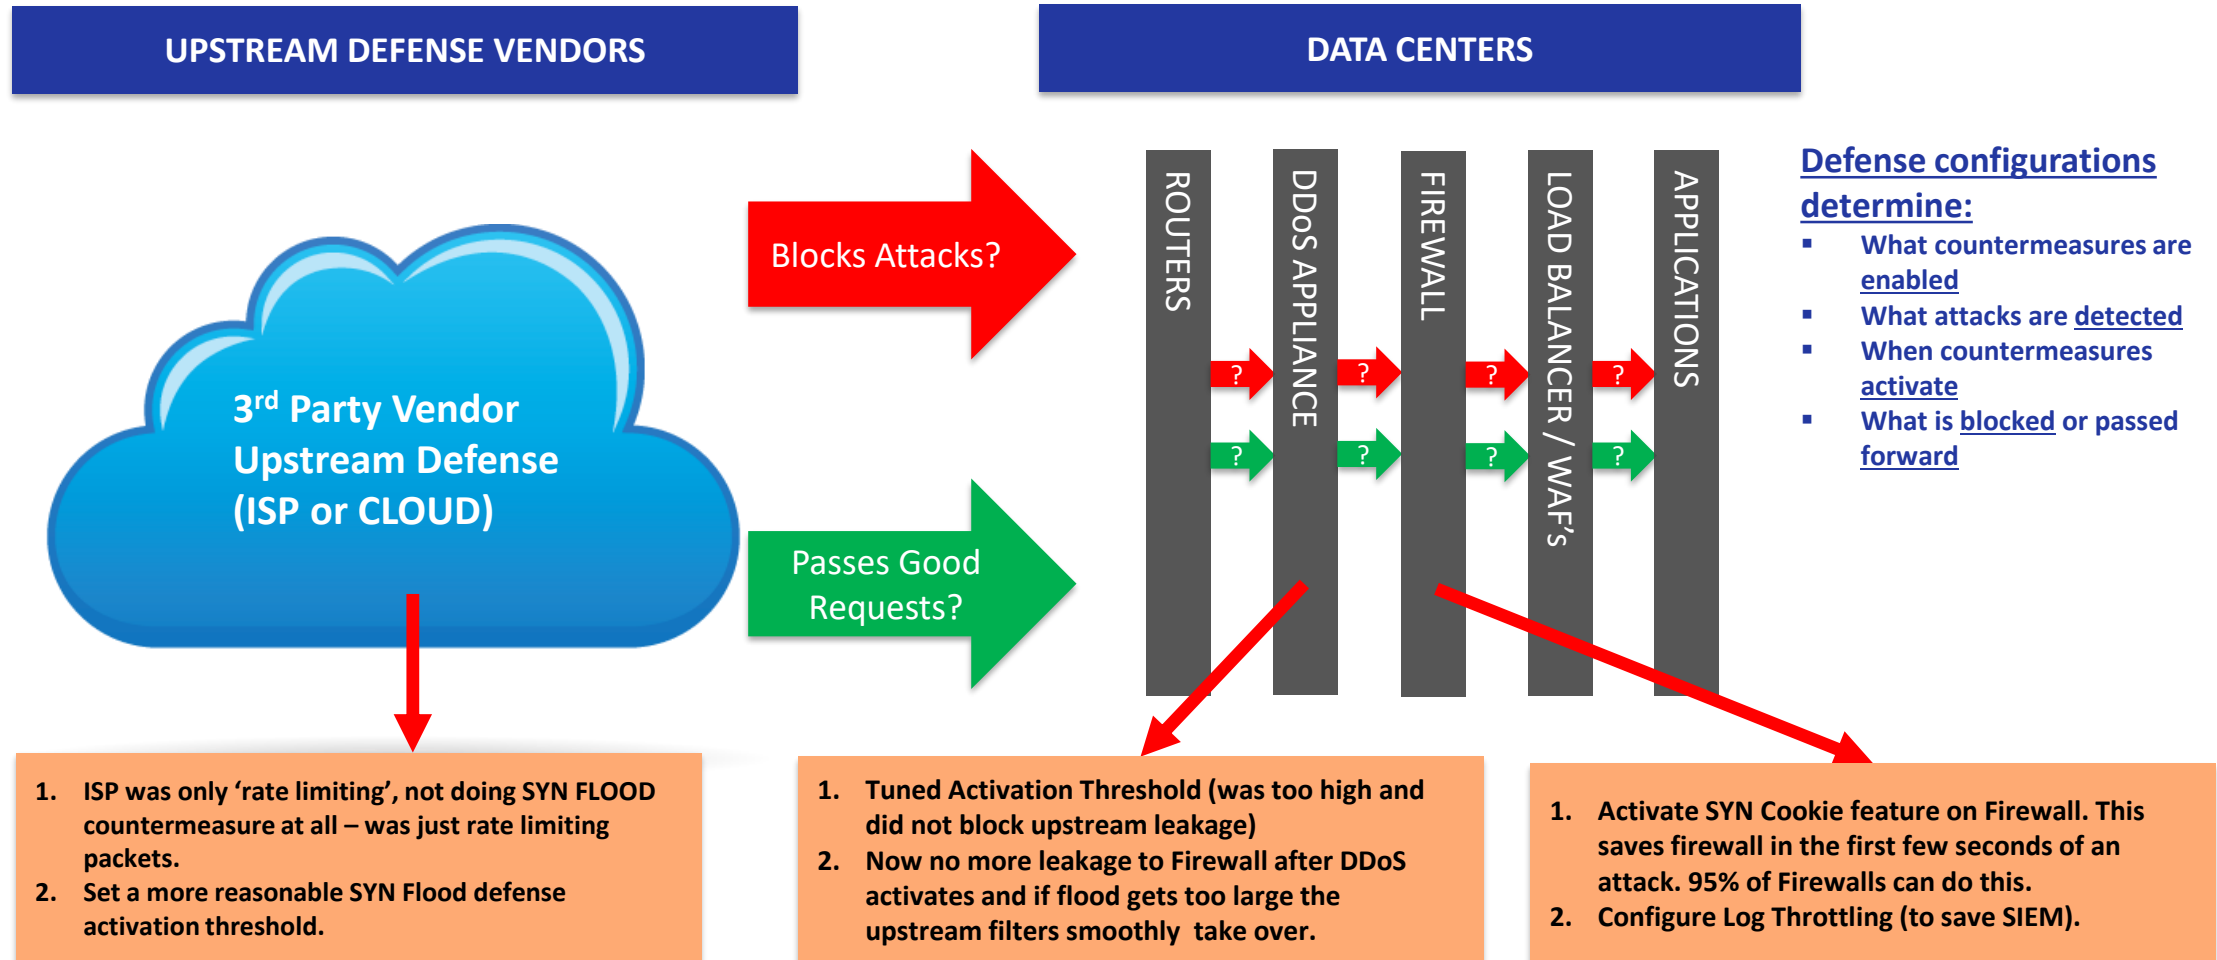 UPSTREAM DEFENSE VENDORS
DATA CENTERS
3rd Party Vendor
Upstream Defense
(ISP or CLOUD)
Blocks Attacks?
Passes Good
Requests?
ROUTERS
DDoS APPLIANCE
FIREWALL
LOAD BALANCER / WAF's
APPLICATIONS
? ? ? ?
? ? ? ?
Defense configurations
determine:
▪ What countermeasures are
enabled
▪ What attacks are detected
▪ When countermeasures
activate
▪ What is blocked or passed
forward
1. ISP was only ‘rate limiting’, not doing SYN FLOOD
countermeasure at all – was just rate limiting
packets.
2. Set a more reasonable SYN Flood defense
activation threshold.
1. Tuned Activation Threshold (was too high and
did not block upstream leakage)
2. Now no more leakage to Firewall after DDoS
activates and if flood gets too large the
upstream filters smoothly take over.
1. Activate SYN Cookie feature on Firewall. This
saves firewall in the first few seconds of an
attack. 95% of Firewalls can do this.
2. Configure Log Throttling (to save SIEM).